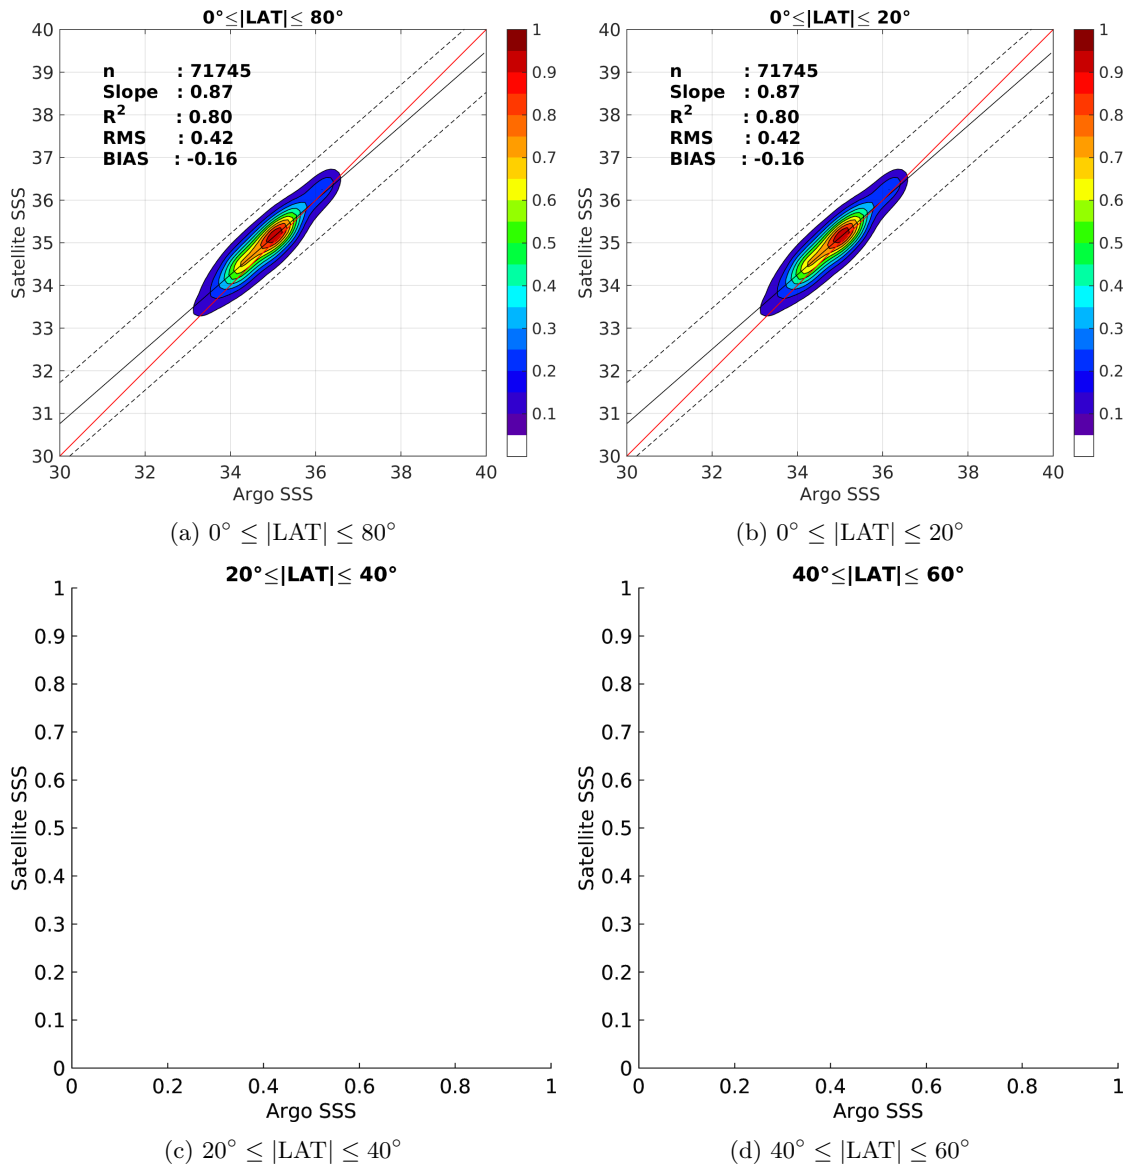 0°≤|LAT|≤ 80°
40
39
38
37
36
35
34
33
32
31
30
n : 71745
Slope : 0.87
R² : 0.80
RMS : 0.42
BIAS : -0.16
Satellite SSS
30 32 34 36 38 40
Argo SSS
1
0.9
0.8
0.7
0.6
0.5
0.4
0.3
0.2
0.1
(a) 0° ≤ |LAT| ≤ 80°
0°≤|LAT|≤ 20°
40
39
38
37
36
35
34
33
32
31
30
n : 71745
Slope : 0.87
R² : 0.80
RMS : 0.42
BIAS : -0.16
Satellite SSS
30 32 34 36 38 40
Argo SSS
1
0.9
0.8
0.7
0.6
0.5
0.4
0.3
0.2
0.1
(b) 0° ≤ |LAT| ≤ 20°
20°≤|LAT|≤ 40°
1
0.9
0.8
0.7
0.6
0.5
0.4
0.3
0.2
0.1
0
Satellite SSS
0 0.2 0.4 0.6 0.8 1
Argo SSS
(c) 20° ≤ |LAT| ≤ 40°
40°≤|LAT|≤ 60°
1
0.9
0.8
0.7
0.6
0.5
0.4
0.3
0.2
0.1
0
Satellite SSS
0 0.2 0.4 0.6 0.8 1
Argo SSS
(d) 40° ≤ |LAT| ≤ 60°